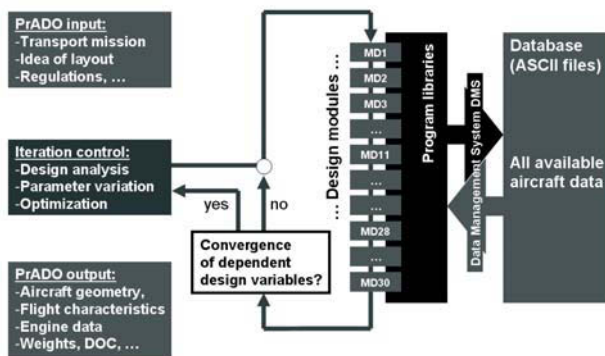 PrADO input:
-Transport mission
-Idea of layout
-Regulations, ...
Iteration control:
-Design analysis
-Parameter variation
-Optimization
PrADO output:
-Aircraft geometry,
-Flight characteristics
-Engine data
-Weights, DOC, ...
yes
no
Convergence
of dependent
design variables?
... Design modules ...
MD1
MD2
MD3
...
MD11
...
...
MD28
...
MD30
Program libraries
Data Management System DMS
Database
(ASCII files)
All available
aircraft data